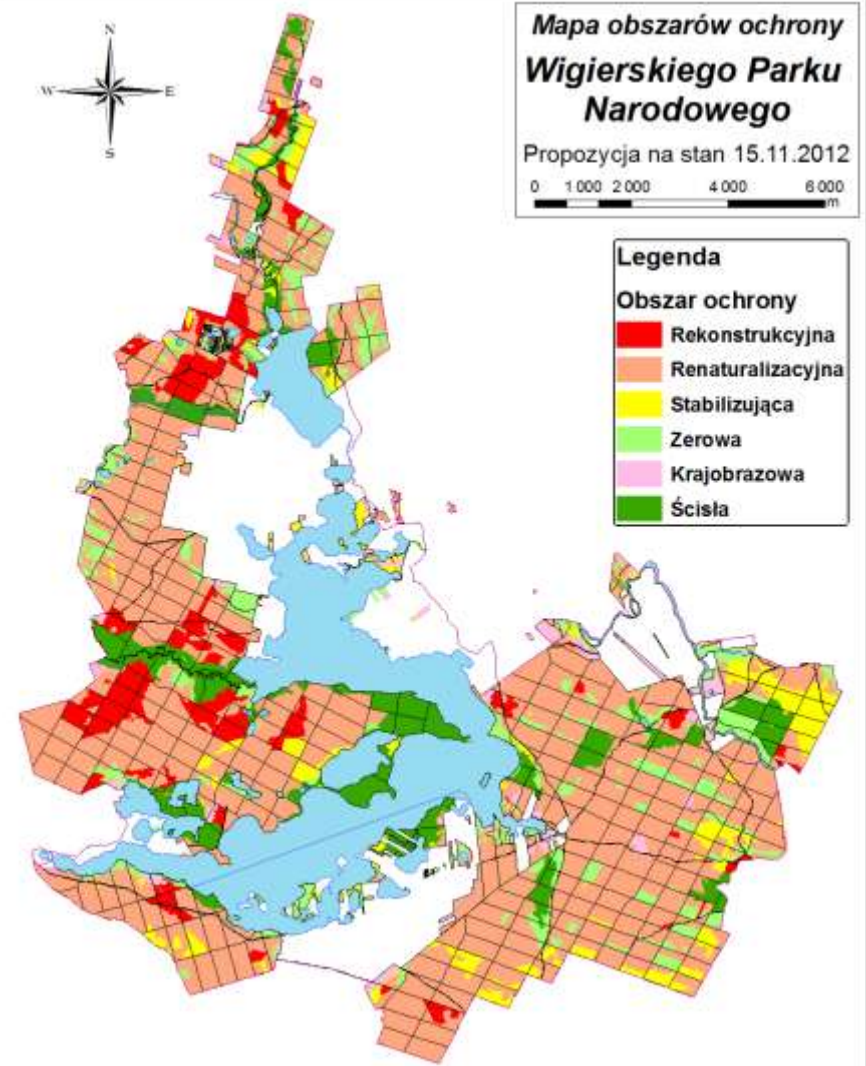 N
W E
S
Mapa obszarów ochrony
Wigierskiego Parku
Narodowego
Propozycja na stan 15.11.2012
0 1 000 2 000 4 000 6 000
m
Legenda
Obszar ochrony
Rekonstrukcyjna
Renaturalizacyjna
Stabilizująca
Zerowa
Krajobrazowa
Ścisła